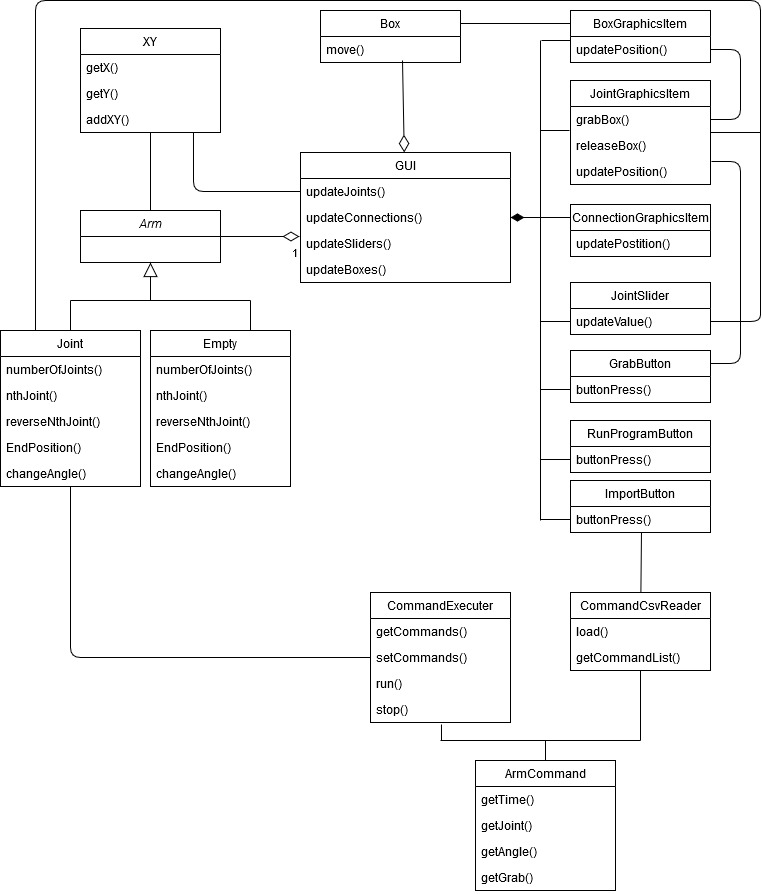 XY
getX()
getY()
addXY()
Box
move()
BoxGraphicsItem
updatePosition()
JointGraphicsItem
grabBox()
releaseBox()
updatePosition()
GUI
updateJoints()
updateConnections()
updateSliders()
updateBoxes()
Arm
1
ConnectionGraphicsItem
updatePostition()
JointSlider
updateValue()
Joint
numberOfJoints()
nthJoint()
reverseNthJoint()
EndPosition()
changeAngle()
Empty
numberOfJoints()
nthJoint()
reverseNthJoint()
EndPosition()
changeAngle()
GrabButton
buttonPress()
RunProgramButton
buttonPress()
ImportButton
buttonPress()
CommandExecuter
getCommands()
setCommands()
run()
stop()
CommandCsvReader
load()
getCommandList()
ArmCommand
getTime()
getJoint()
getAngle()
getGrab()